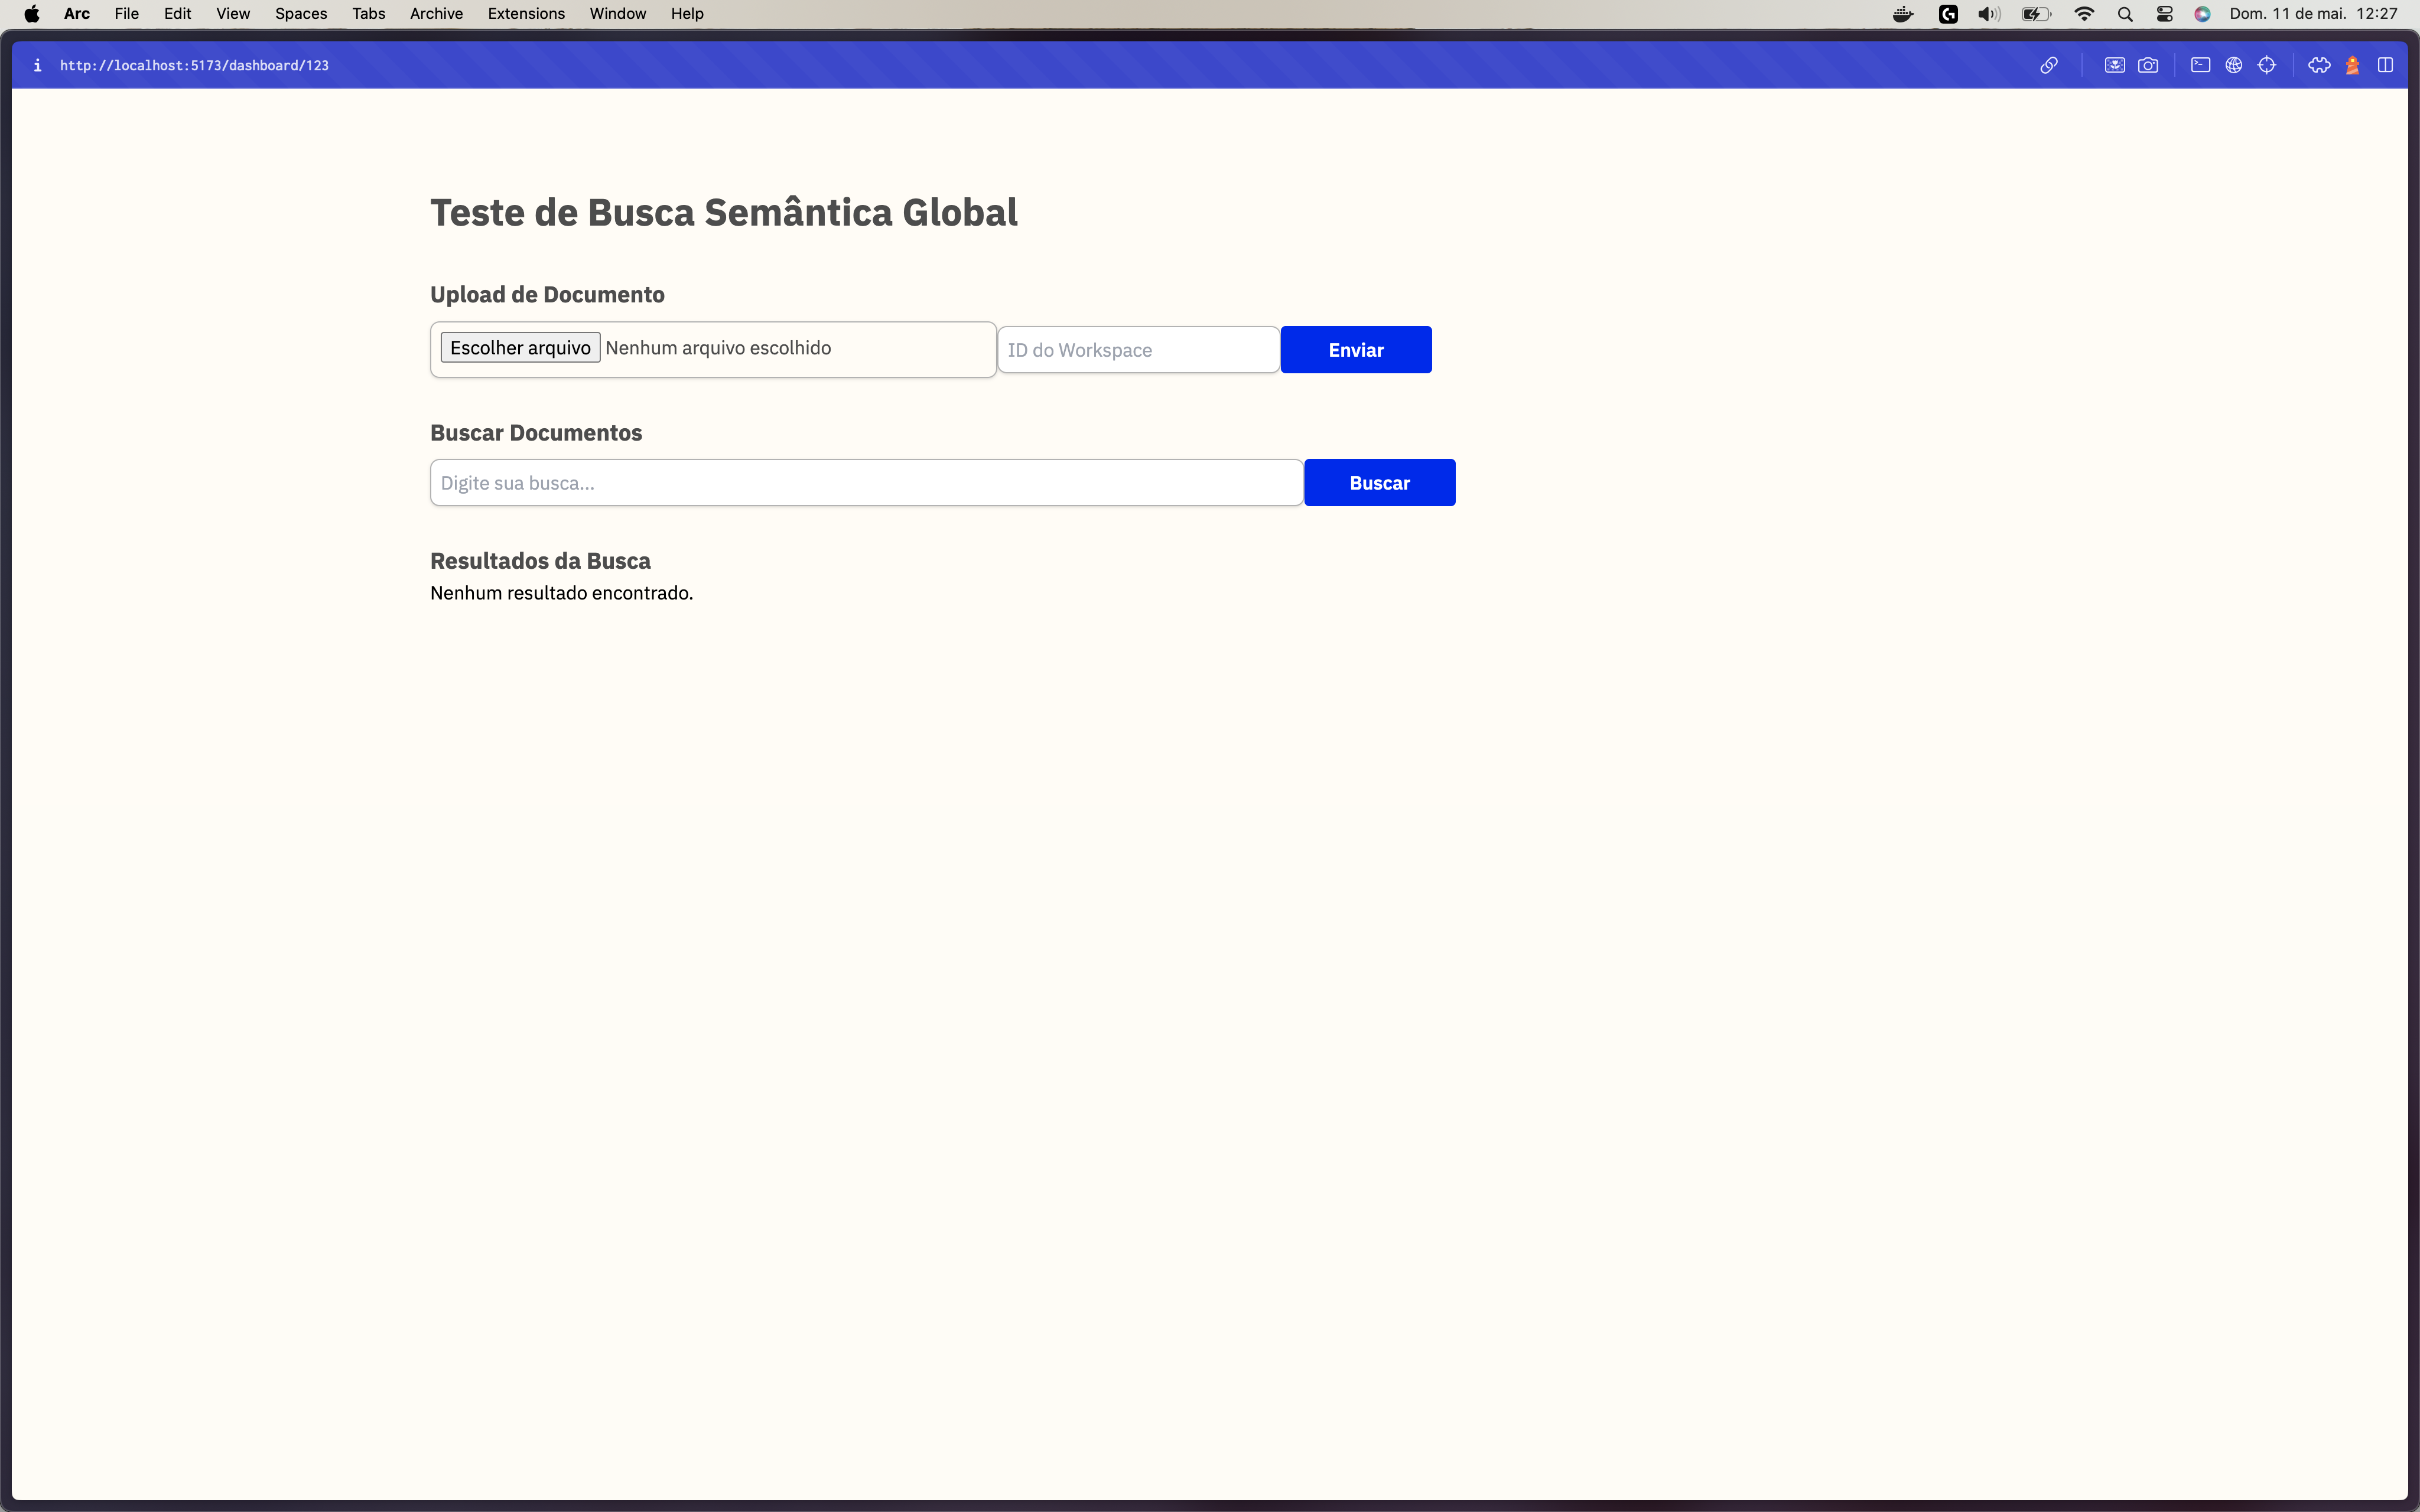 Arc File Edit View Spaces Tabs Archive Extensions Window Help Dom. 11 de mai. 12:27
http://localhost:5173/dashboard/123
Teste de Busca Semântica Global
Upload de Documento
Escolher arquivo Nenhum arquivo escolhido ID do Workspace Enviar
Buscar Documentos
Digite sua busca... Buscar
Resultados da Busca
Nenhum resultado encontrado.